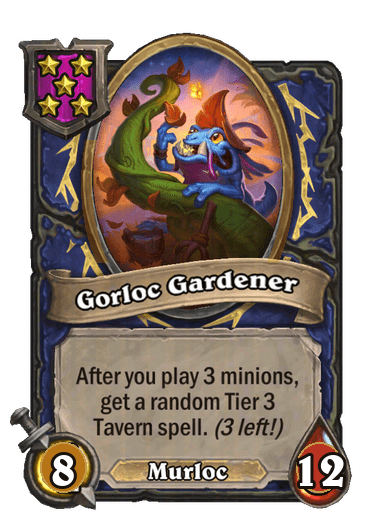 Gorloc Gardener
After you play 3 minions,
get a random Tier 3
Tavern spell. (3 left!)
8
Murloc
12